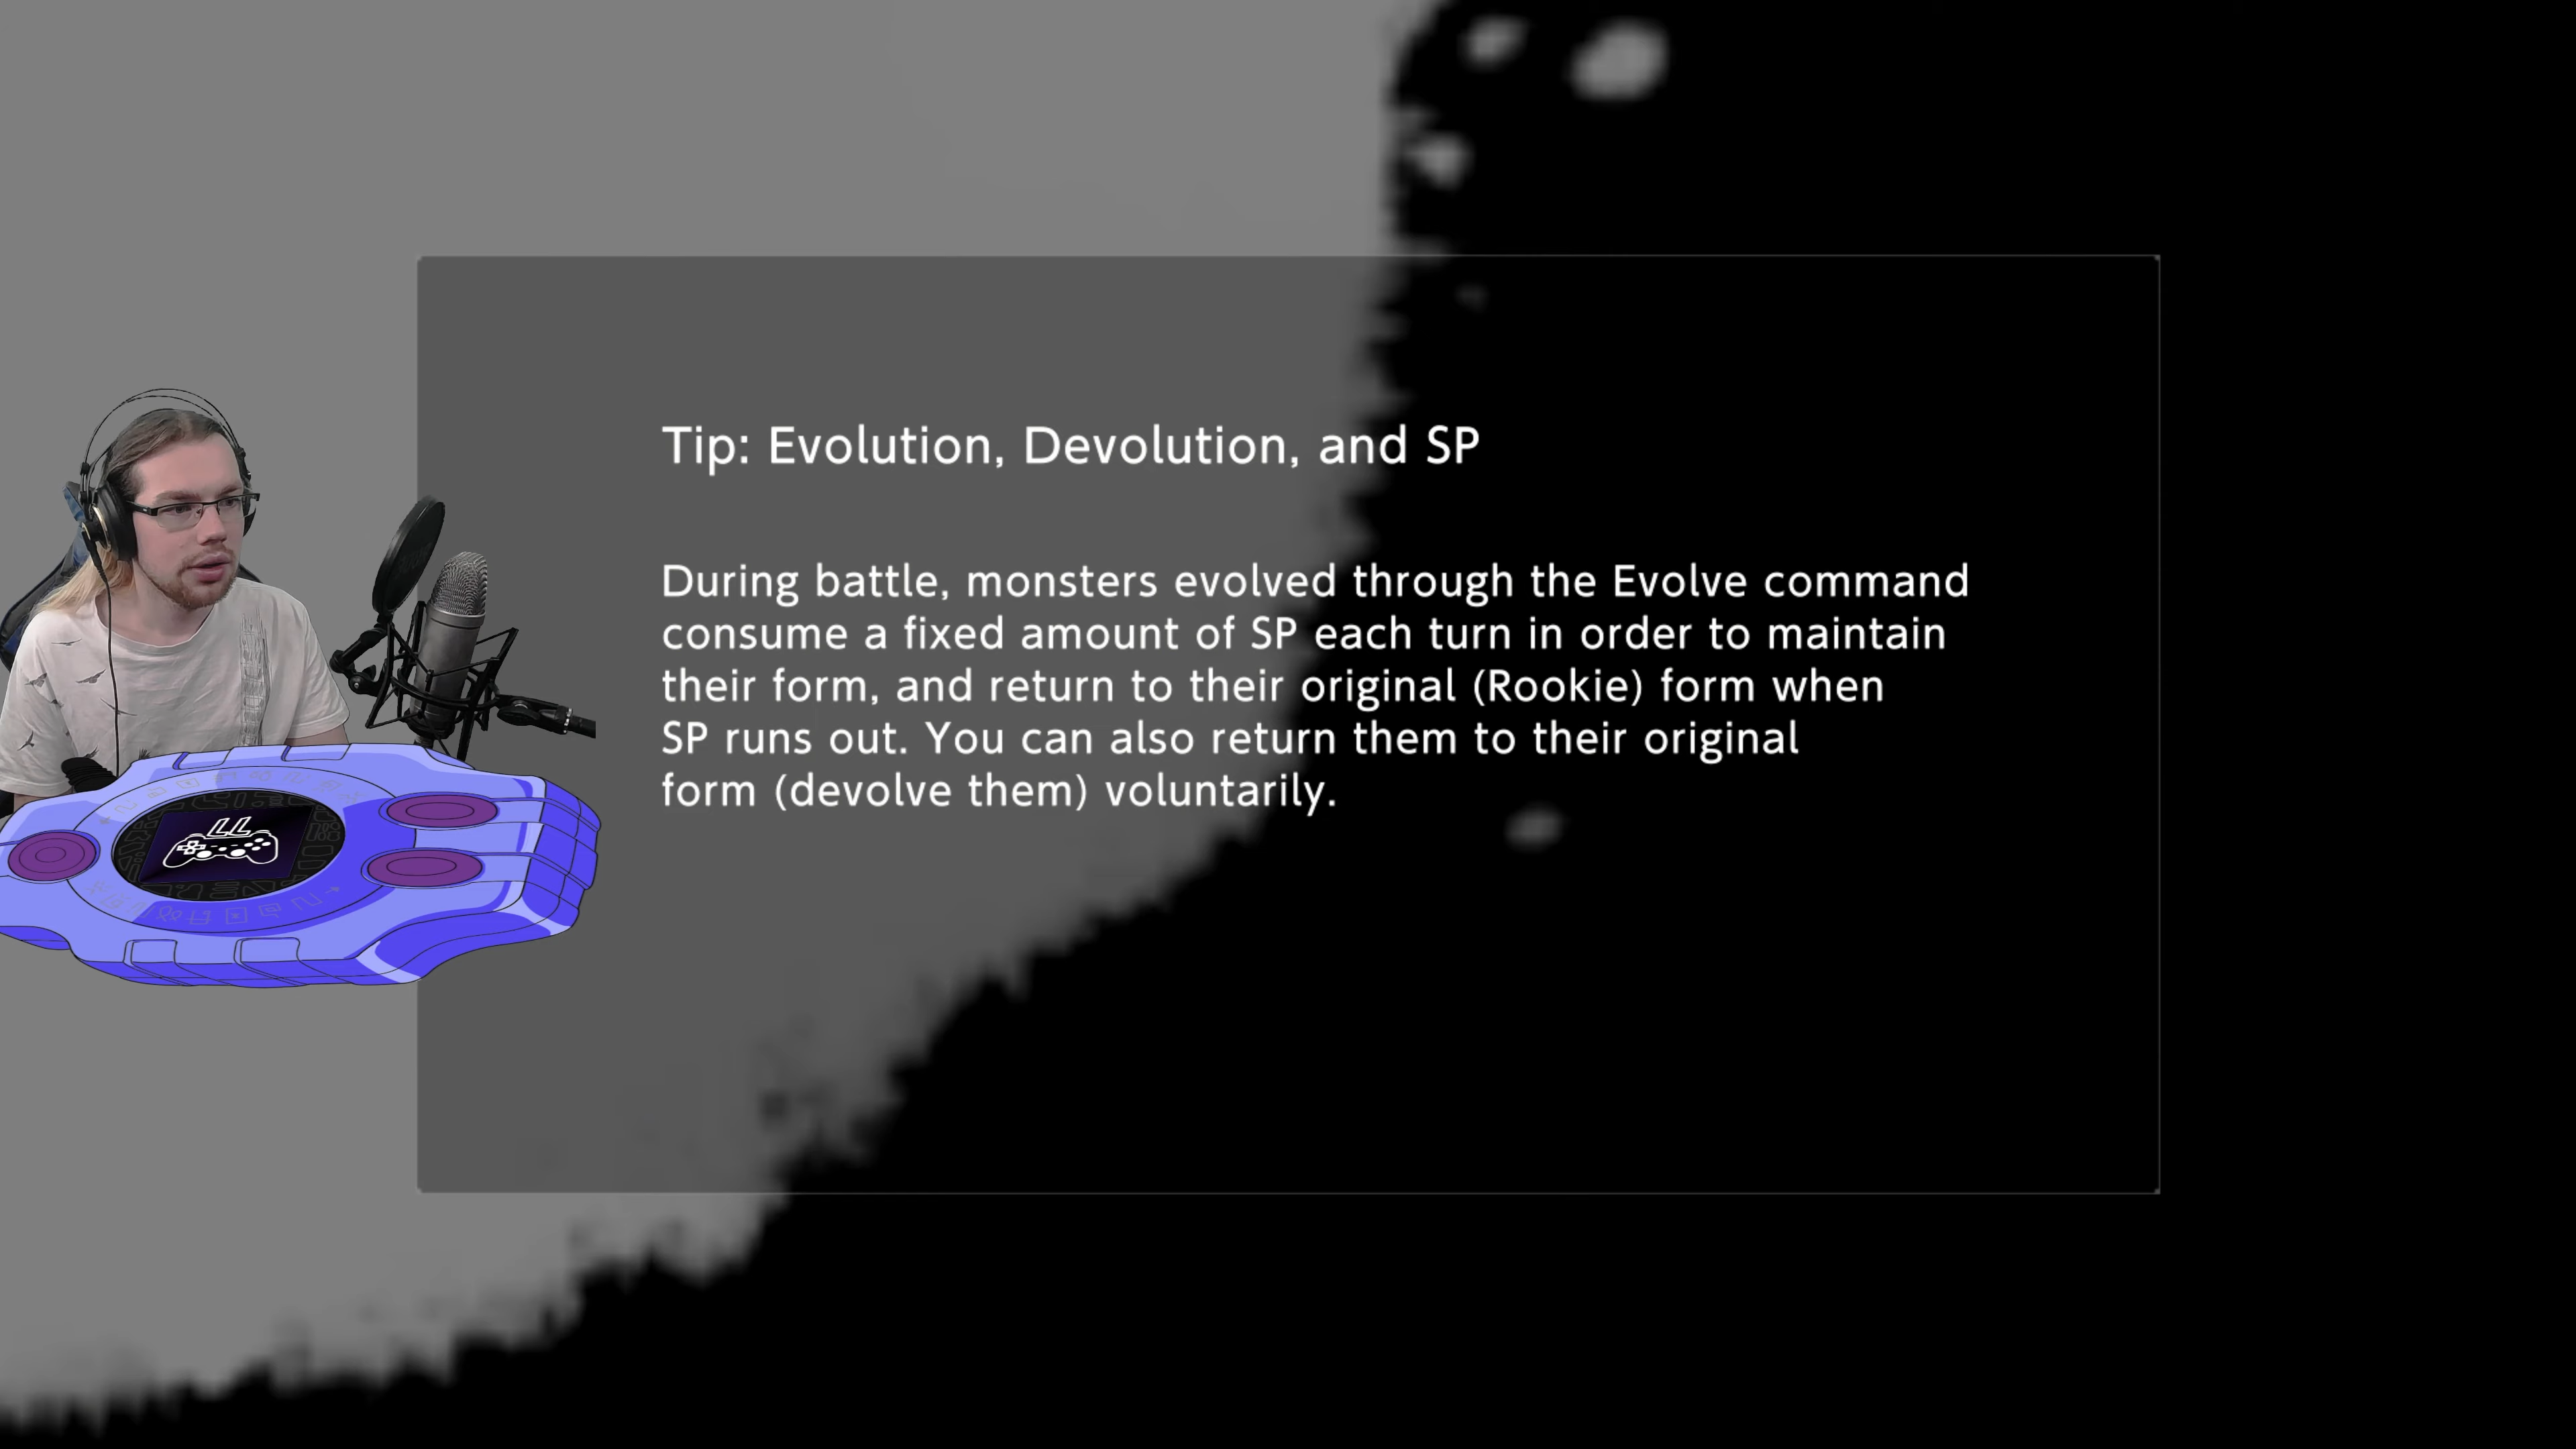 Tip: Evolution, Devolution, and SP
During battle, monsters evolved through the Evolve command
consume a fixed amount of SP each turn in order to maintain
their form, and return to their original (Rookie) form when
SP runs out. You can also return them to their original
form (devolve them) voluntarily.
LL